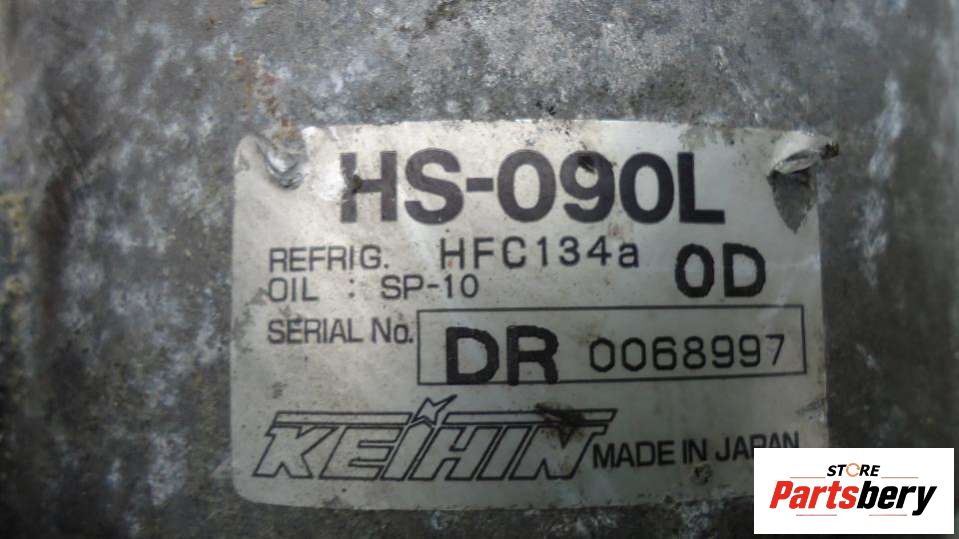 HS-090L
REFRIG. HFC134a 0D
OIL : SP-10
SERIAL No. DR 0068997
KEIHIN MADE IN JAPAN
STORE
Partsbery